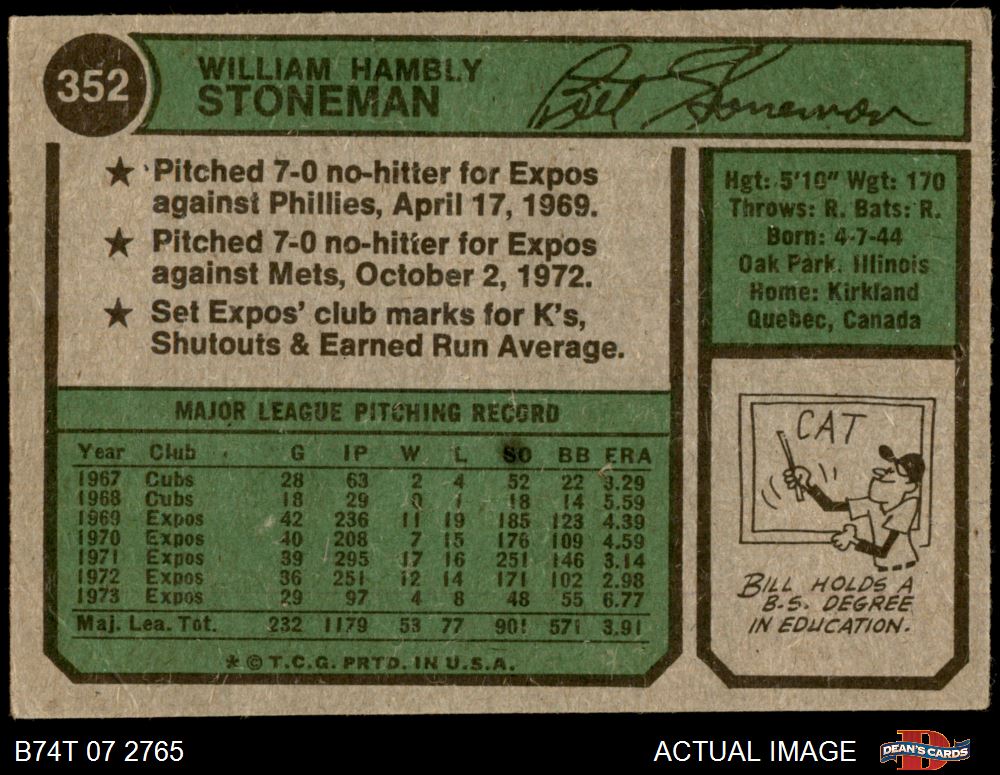 352
WILLIAM HAMBLY
STONEMAN
Bill Stoneman
★ Pitched 7-0 no-hitter for Expos
against Phillies, April 17, 1969.
★ Pitched 7-0 no-hitter for Expos
against Mets, October 2, 1972.
★ Set Expos' club marks for K's,
Shutouts & Earned Run Average.
Hgt: 5'10" Wgt: 170
Throws: R. Bats: R.
Born: 4-7-44
Oak Park, Illinois
Home: Kirkland
Quebec, Canada
MAJOR LEAGUE PITCHING RECORD
Year Club G IP W L SO BB ERA
1967 Cubs 28 63 2 4 52 22 3.29
1968 Cubs 18 29 0 1 18 14 5.59
1969 Expos 42 236 11 19 185 123 4.39
1970 Expos 40 208 7 15 176 109 4.59
1971 Expos 39 295 17 16 251 146 3.14
1972 Expos 36 251 12 14 171 102 2.98
1973 Expos 29 97 4 8 48 55 6.77
Maj. Lea. Tot. 232 1179 53 77 901 571 3.91
* © T.C.G. PRTD. IN U.S.A.
CAT
BILL HOLDS A
B.S. DEGREE
IN EDUCATION.
B74T 07 2765
ACTUAL IMAGE
DEAN'S CARDS